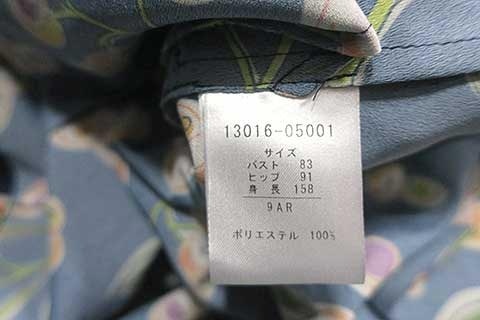 13016-05001
サイズ
バスト 83
ヒップ 91
身長 158
9AR
ポリエステル 100%